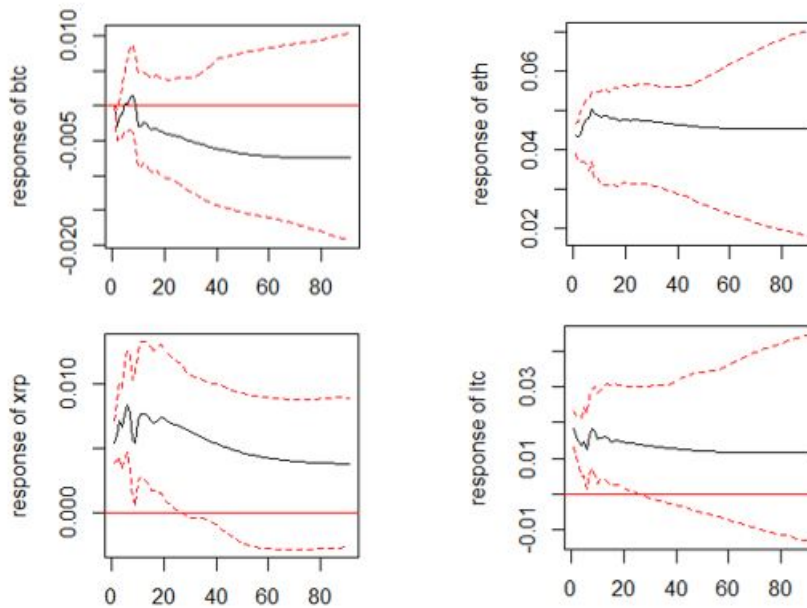 response of btc
0.010
-0.005
-0.020
0 20 40 60 80
response of eth
0.06
0.04
0.02
0 20 40 60 80
response of xrp
0.010
0.000
0 20 40 60 80
response of ltc
0.03
0.01
-0.01
0 20 40 60 80